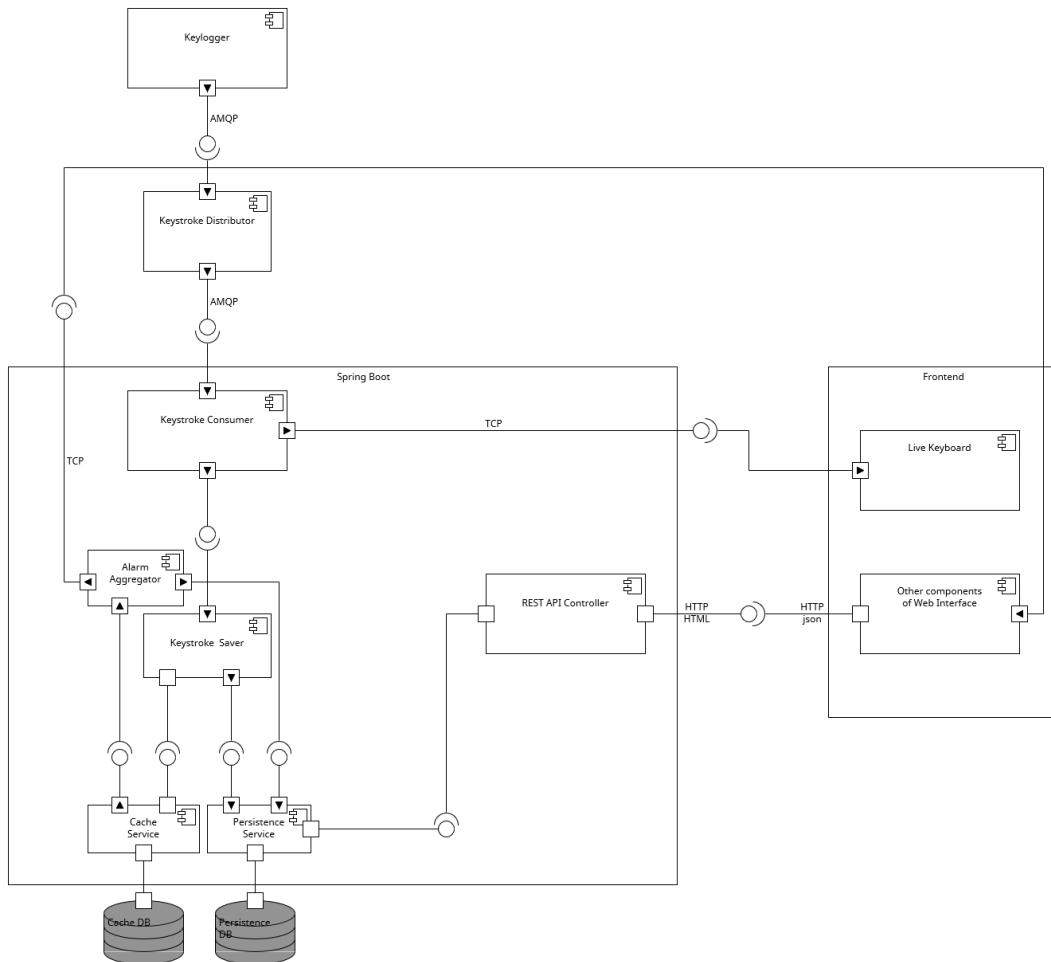 Keylogger
AMQP
Keystroke Distributor
AMQP
Spring Boot
Frontend
Keystroke Consumer
TCP
Live Keyboard
TCP
Alarm
Aggregator
REST API Controller
Other components
of Web Interface
HTTP
HTML
HTTP
json
Keystroke Saver
Cache
Service
Persistence
Service
Cache DB
Persistence
DB